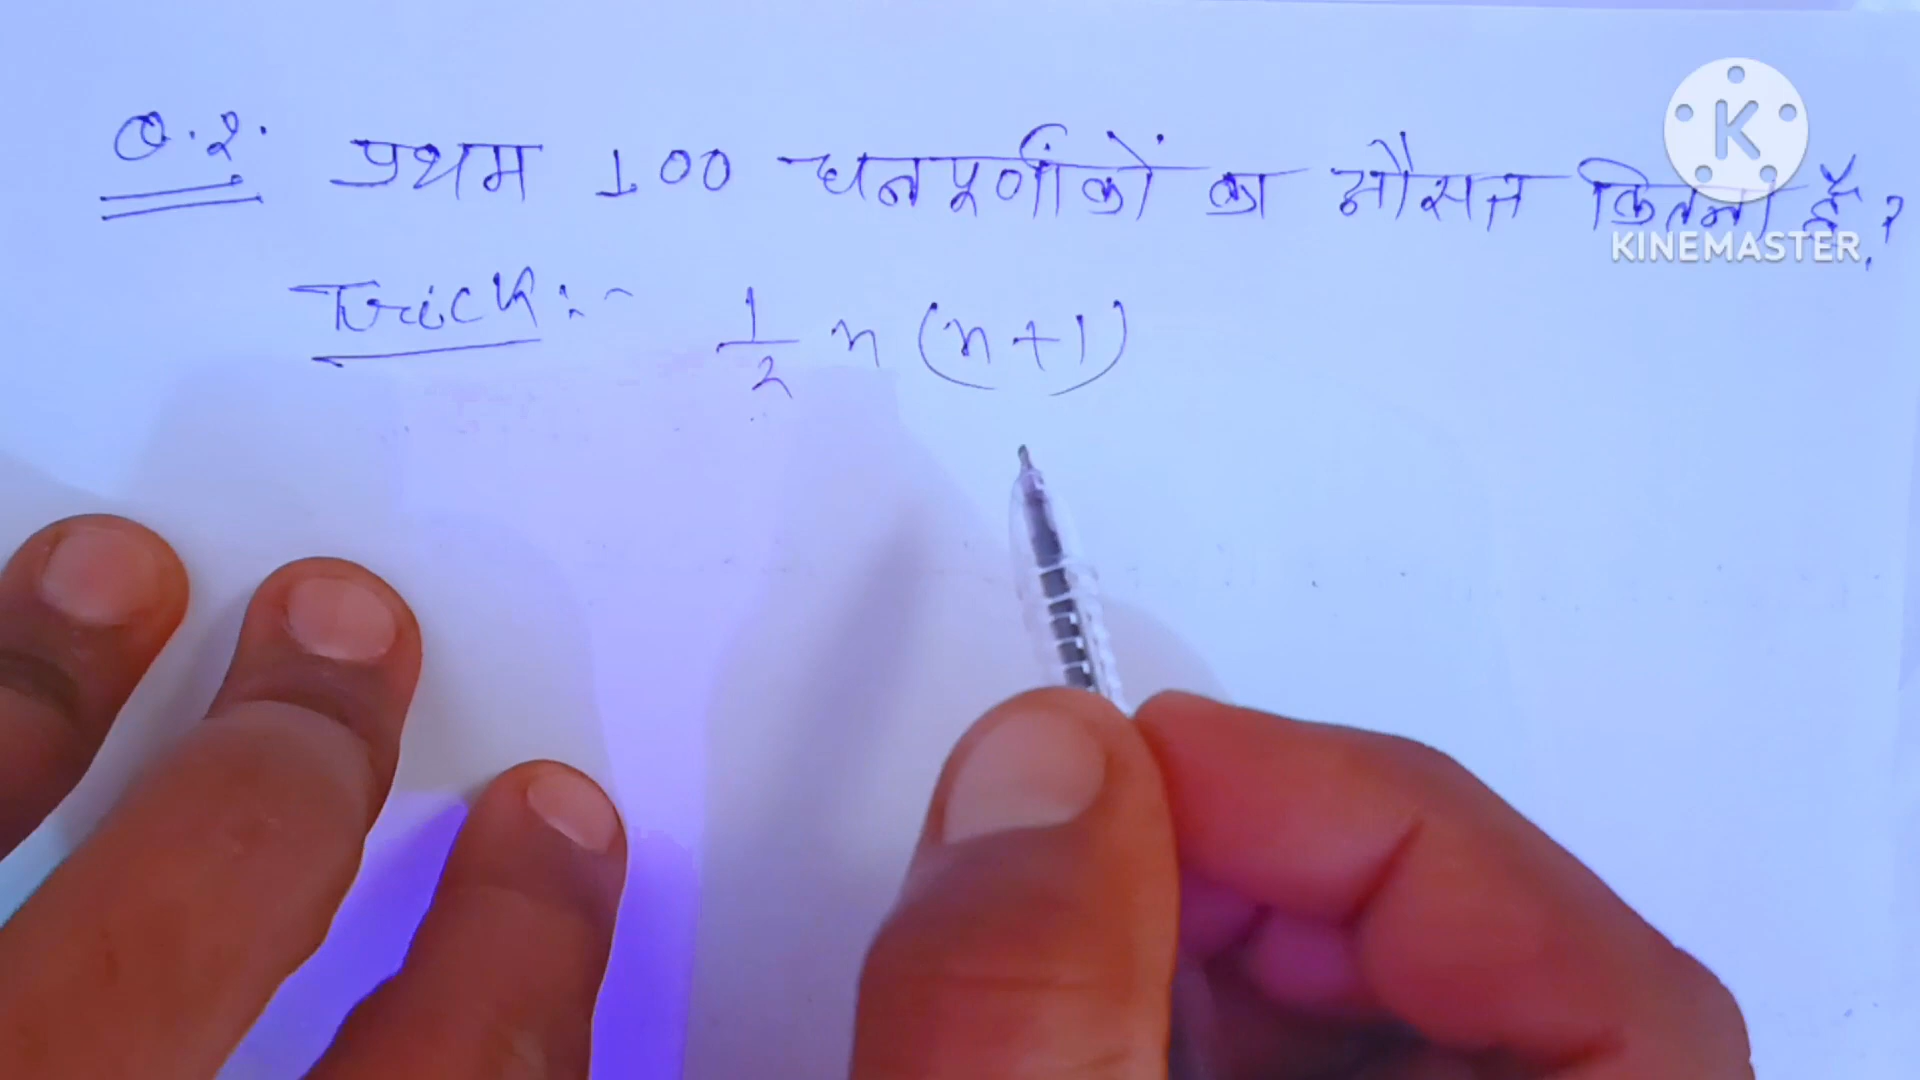 Q.2. प्रथम 100 धनपूर्णांकों का औसत कितना है?
Trick:- 1/2 n (n+1)
K
KINEMASTER